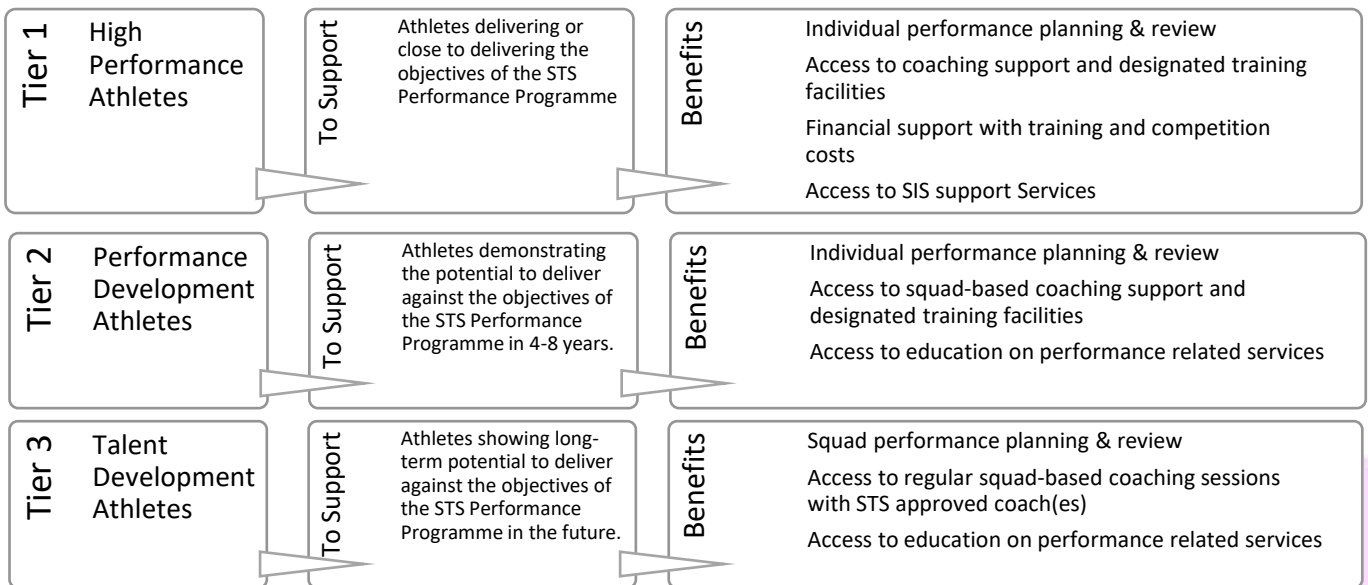 Tier 1
High
Performance
Athletes
To Support
Athletes delivering or
close to delivering the
objectives of the STS
Performance Programme
Benefits
Individual performance planning & review
Access to coaching support and designated training
facilities
Financial support with training and competition
costs
Access to SIS support Services
Tier 2
Performance
Development
Athletes
To Support
Athletes demonstrating
the potential to deliver
against the objectives of
the STS Performance
Programme in 4-8 years.
Benefits
Individual performance planning & review
Access to squad-based coaching support and
designated training facilities
Access to education on performance related services
Tier 3
Talent
Development
Athletes
To Support
Athletes showing long-
term potential to deliver
against the objectives of
the STS Performance
Programme in the future.
Benefits
Squad performance planning & review
Access to regular squad-based coaching sessions
with STS approved coach(es)
Access to education on performance related services